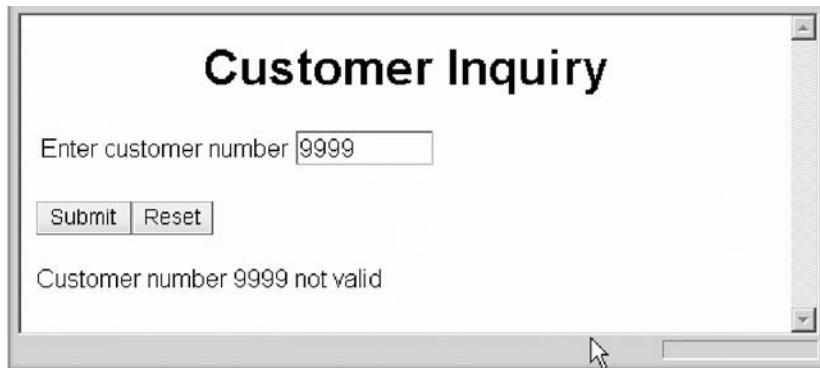 Customer Inquiry
Enter customer number 9999
Submit Reset
Customer number 9999 not valid